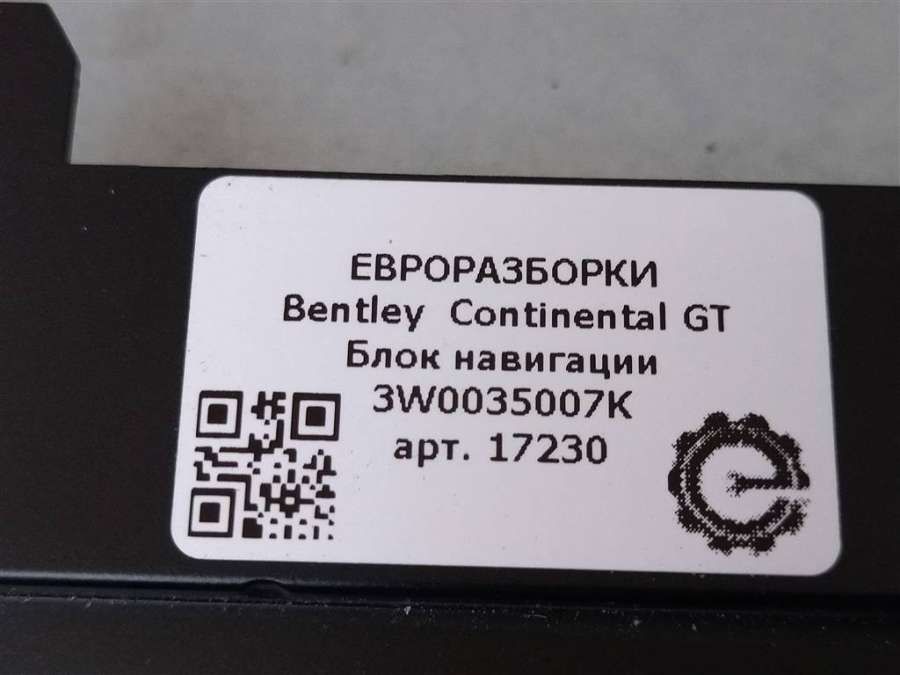 ЕВРОРАЗБОРКИ
Bentley Continental GT
Блок навигации
3W0035007K
арт. 17230